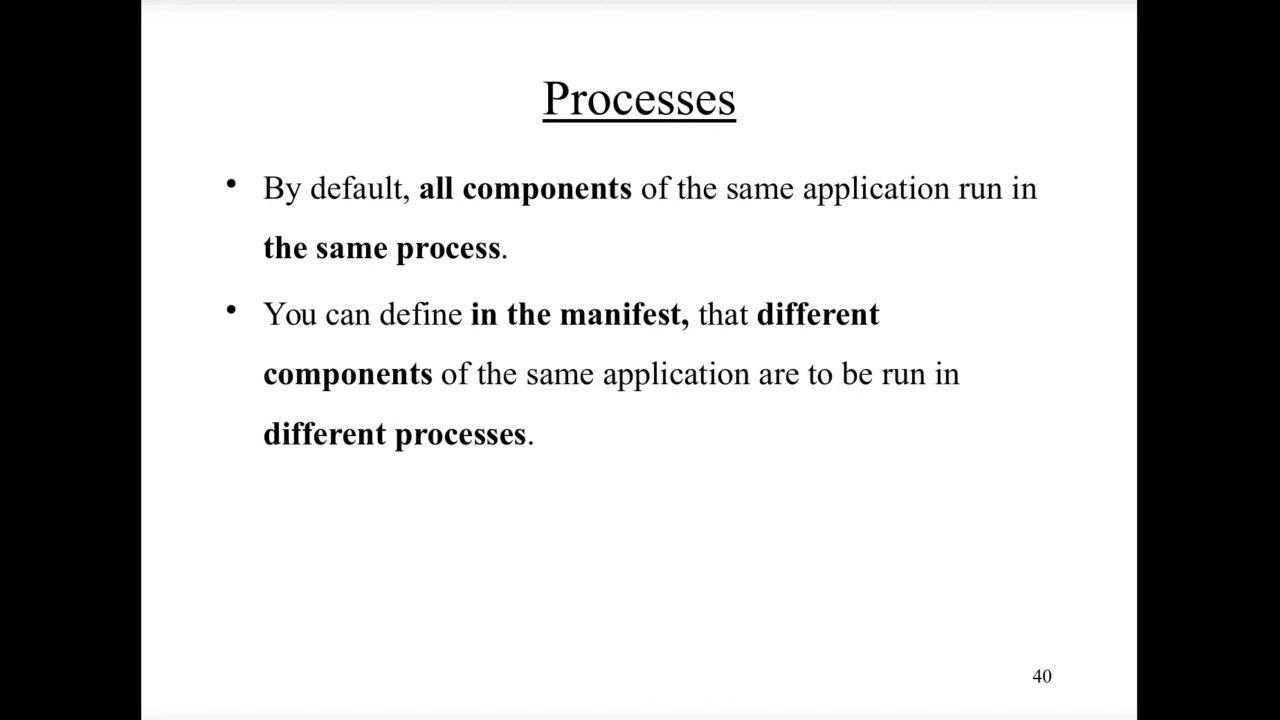 Processes
• By default, all components of the same application run in
the same process.
• You can define in the manifest, that different
components of the same application are to be run in
different processes.
40